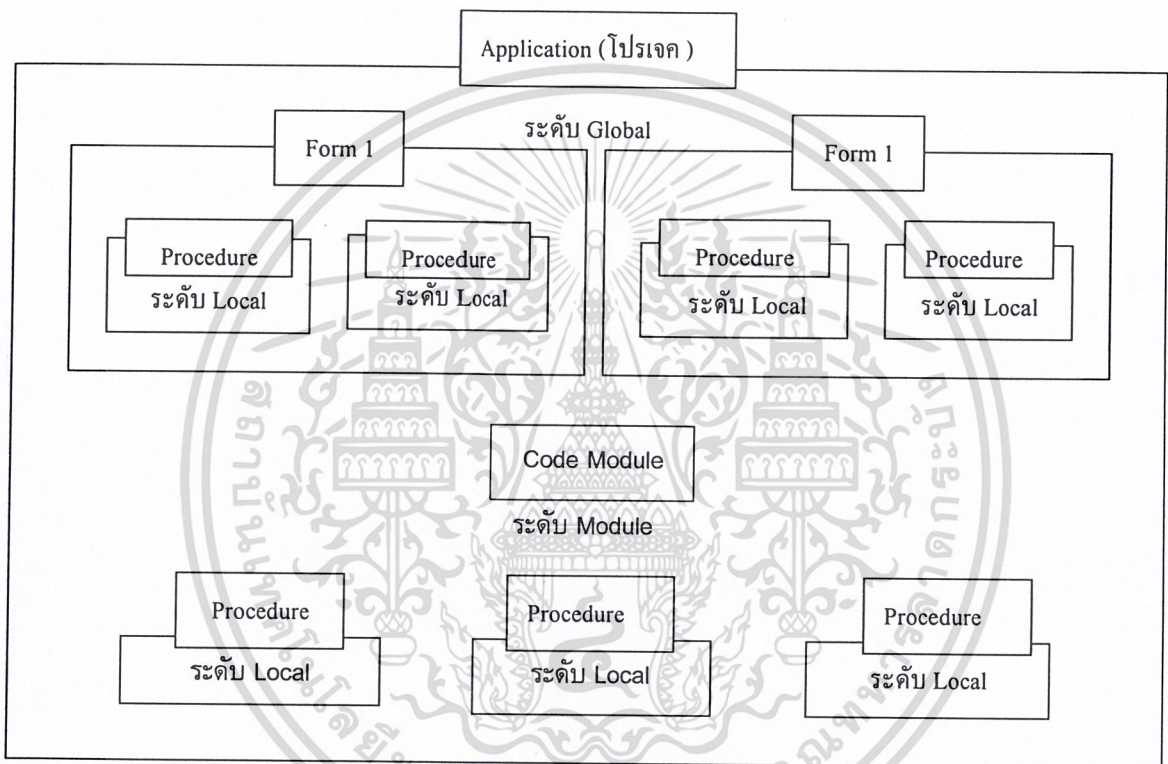 Application (โปรเจค )
ระดับ Global
Form 1
Form 1
Procedure
ระดับ Local
Procedure
ระดับ Local
Procedure
ระดับ Local
Procedure
ระดับ Local
Code Module
ระดับ Module
Procedure
ระดับ Local
Procedure
ระดับ Local
Procedure
ระดับ Local